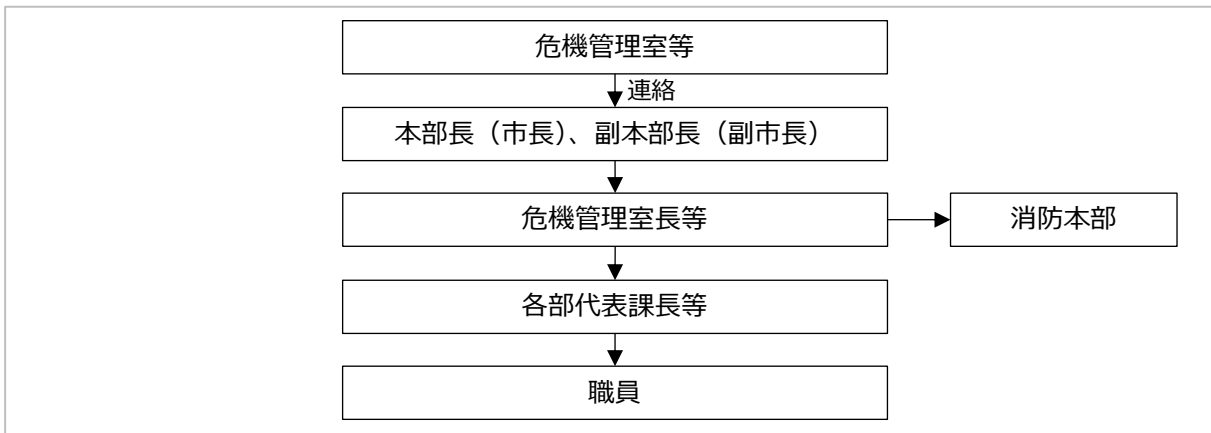 危機管理室等
連絡
本部長（市長）、副本部長（副市長）
危機管理室長等
消防本部
各部代表課長等
職員